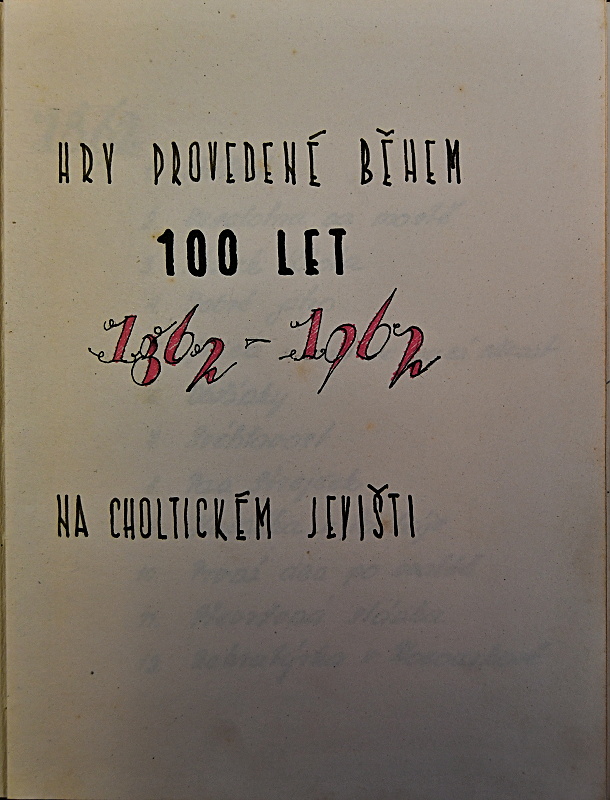 HRY PROVEDENÉ BĚHEM
100 LET
1862 - 1962
NA CHOLTICKÉM JEVIŠTI